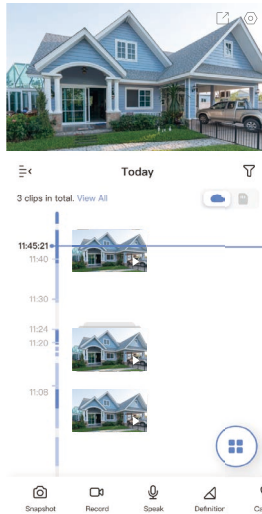 Today
3 clips in total. View All
11:45:21
11:40
11:30
11:24
11:20
11:08
Snapshot Record Speak Definition Ca